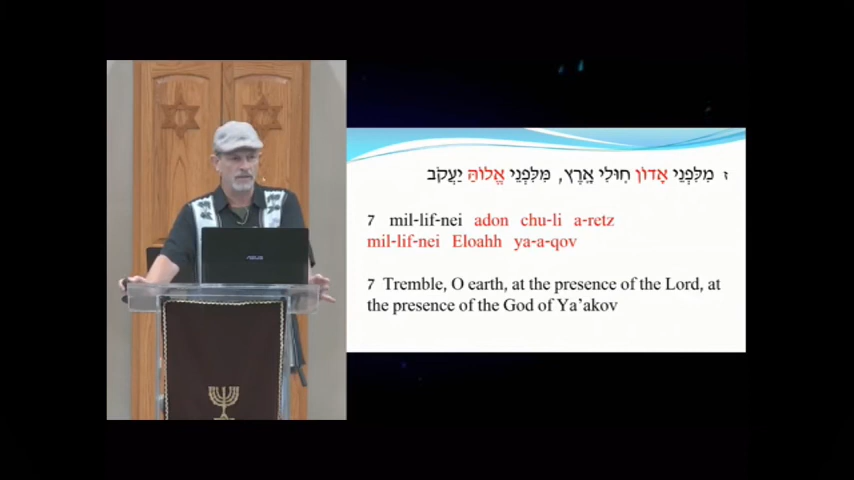 ז מִלִּפְנֵי אָדוֹן חוּלִי אָרֶץ, מִלִּפְנֵי אֱלוֹהַּ יַעֲקֹב
7 mil-lif-nei adon chu-li a-retz
mil-lif-nei Eloahh ya-a-qov
7 Tremble, O earth, at the presence of the Lord, at
the presence of the God of Ya’akov
ASUS